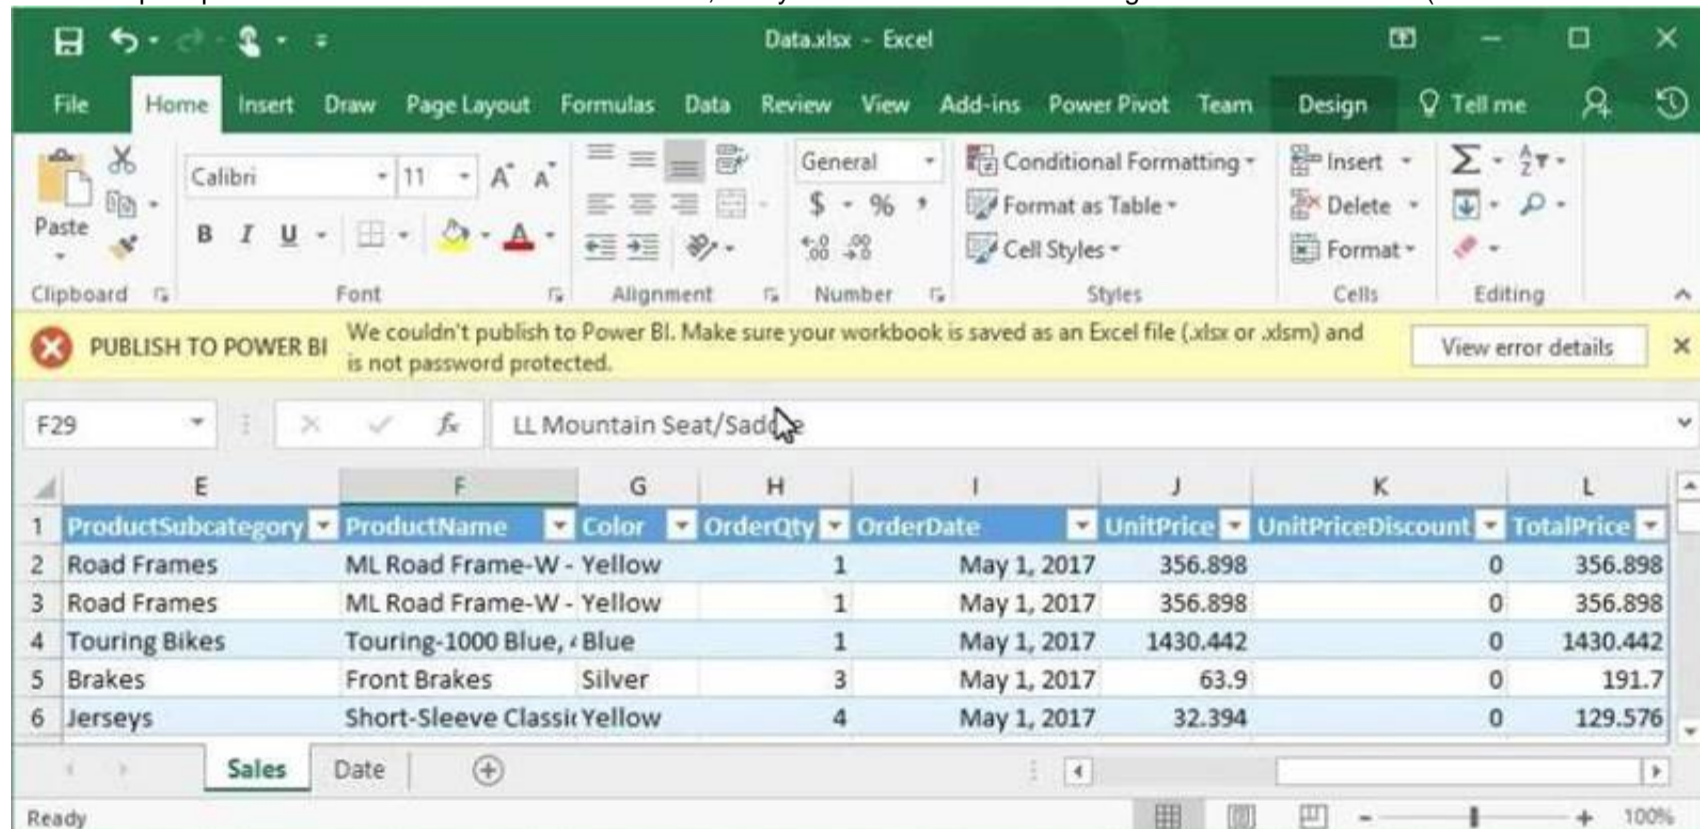 Data.xlsx - Excel
File Home Insert Draw Page Layout Formulas Data Review View Add-ins Power Pivot Team Design Tell me
Calibri 11 A A General Conditional Formatting Insert Σ
Paste $ % Format as Table Delete
B I U A Cell Styles Format
Clipboard Font Alignment Number Styles Cells Editing
PUBLISH TO POWER BI We couldn't publish to Power BI. Make sure your workbook is saved as an Excel file (.xlsx or .xlsm) and
is not password protected.
View error details
F29 fx LL Mountain Seat/
E F G H I J K L
1 ProductSubcategory ProductName Color OrderQty OrderDate UnitPrice UnitPriceDiscount TotalPrice
2 Road Frames ML Road Frame-W - Yellow 1 May 1, 2017 356.898 0 356.898
3 Road Frames ML Road Frame-W - Yellow 1 May 1, 2017 356.898 0 356.898
4 Touring Bikes Touring-1000 Blue, Blue 1 May 1, 2017 1430.442 0 1430.442
5 Brakes Front Brakes Silver 3 May 1, 2017 63.9 0 191.7
6 Jerseys Short-Sleeve Yellow 4 May 1, 2017 32.394 0 129.576
Sales Date
Ready 100%